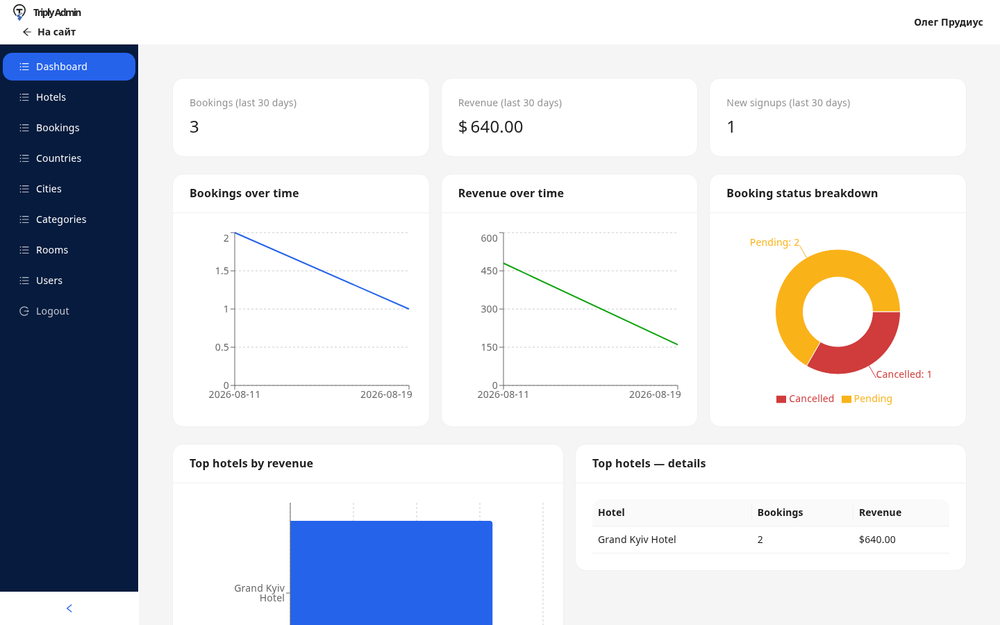 Triply Admin
На сайт
Олег Прудиус
Dashboard
Hotels
Bookings
Countries
Cities
Categories
Rooms
Users
Logout
Bookings (last 30 days)
3
Revenue (last 30 days)
$ 640.00
New signups (last 30 days)
1
Bookings over time
2
1.5
1
0.5
0
2026-08-11
2026-08-19
Revenue over time
600
450
300
150
0
2026-08-11
2026-08-19
Booking status breakdown
Pending: 2
Cancelled: 1
Cancelled
Pending
Top hotels by revenue
Grand Kyiv
Hotel
Top hotels — details
Hotel Bookings Revenue
Grand Kyiv Hotel 2 $640.00